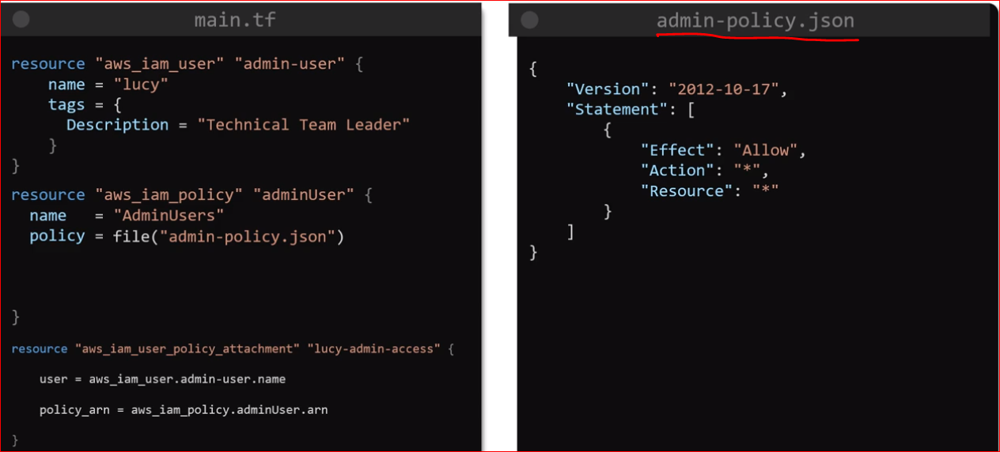 main.tf
resource "aws_iam_user" "admin-user" {
name = "lucy"
tags = {
Description = "Technical Team Leader"
}
}
resource "aws_iam_policy" "adminUser" {
name = "AdminUsers"
policy = file("admin-policy.json")
}
resource "aws_iam_user_policy_attachment" "lucy-admin-access" {
user = aws_iam_user.admin-user.name
policy_arn = aws_iam_policy.adminUser.arn
}
admin-policy.json
{
"Version": "2012-10-17",
"Statement": [
{
"Effect": "Allow",
"Action": "*",
"Resource": "*"
}
]
}